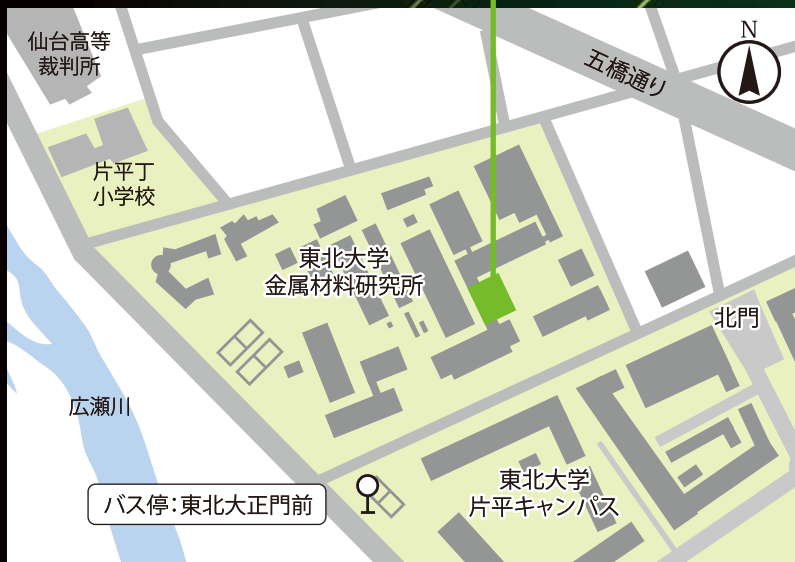 仙台高等
裁判所
N
五橋通り
片平丁
小学校
東北大学
金属材料研究所
北門
広瀬川
東北大学
片平キャンパス
バス停:東北大正門前